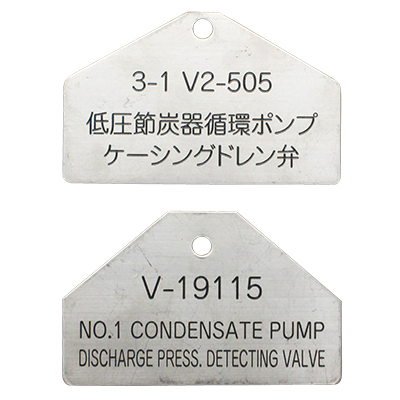 3-1 V2-505
低圧節炭器循環ポンプ
ケーシングドレン弁
V-19115
NO.1 CONDENSATE PUMP
DISCHARGE PRESS. DETECTING VALVE